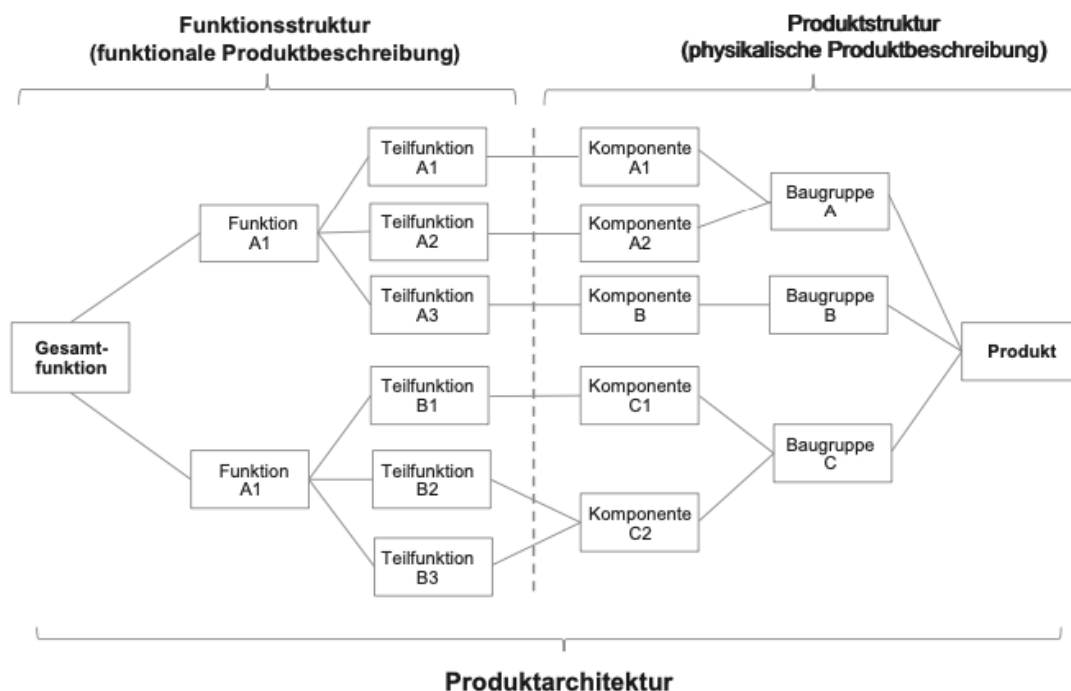 Funktionsstruktur
(funktionale Produktbeschreibung)
Produktstruktur
(physikalische Produktbeschreibung)
Teilfunktion
A1
Komponente
A1
Funktion
A1
Teilfunktion
A2
Komponente
A2
Baugruppe
A
Teilfunktion
A3
Komponente
B
Baugruppe
B
Gesamt-
funktion
Produkt
Teilfunktion
B1
Komponente
C1
Funktion
A1
Teilfunktion
B2
Baugruppe
C
Komponente
C2
Teilfunktion
B3
Produktarchitektur